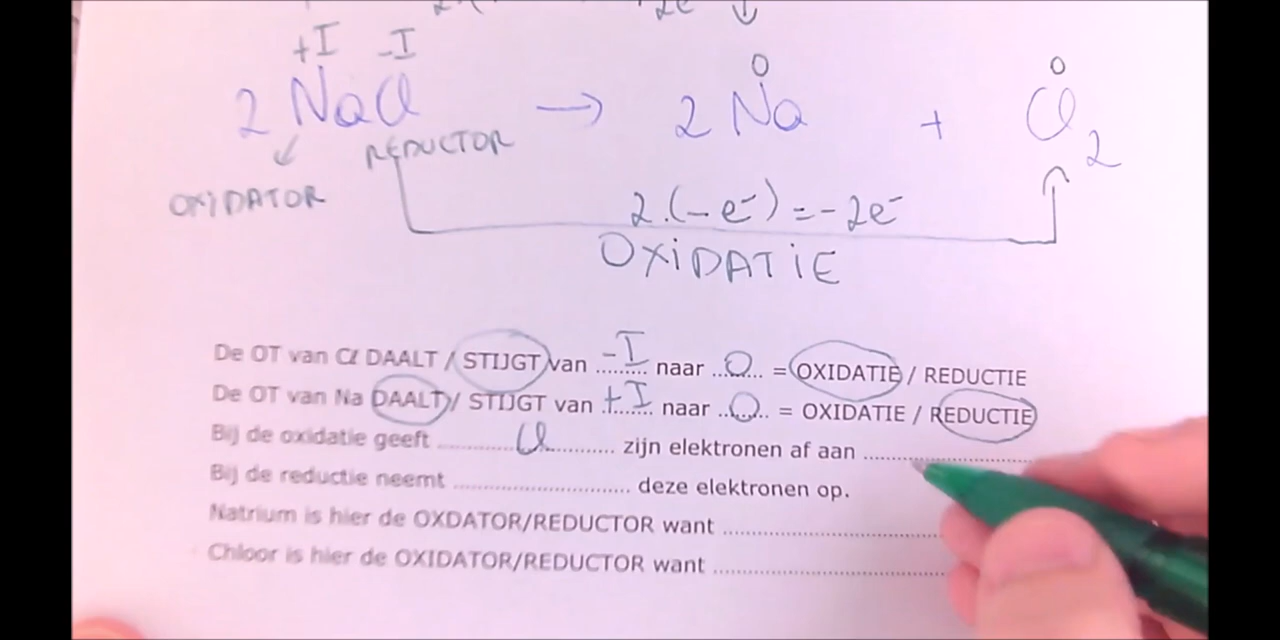 2e
+I -I 0 0
2 NaCl → 2 Na + Cl2
REDUCTOR
OXIDATOR
2.(-e-) = -2e-
OXIDATIE
De OT van Cl DAALT / STIJGT van -I naar 0 = OXIDATIE / REDUCTIE
De OT van Na DAALT / STIJGT van +I naar 0 = OXIDATIE / REDUCTIE
Bij de oxidatie geeft ........Cl........ zijn elektronen af aan ........................
Bij de reductie neemt ............................. deze elektronen op.
Natrium is hier de OXDATOR/REDUCTOR want ....................................
Chloor is hier de OXIDATOR/REDUCTOR want ......................................